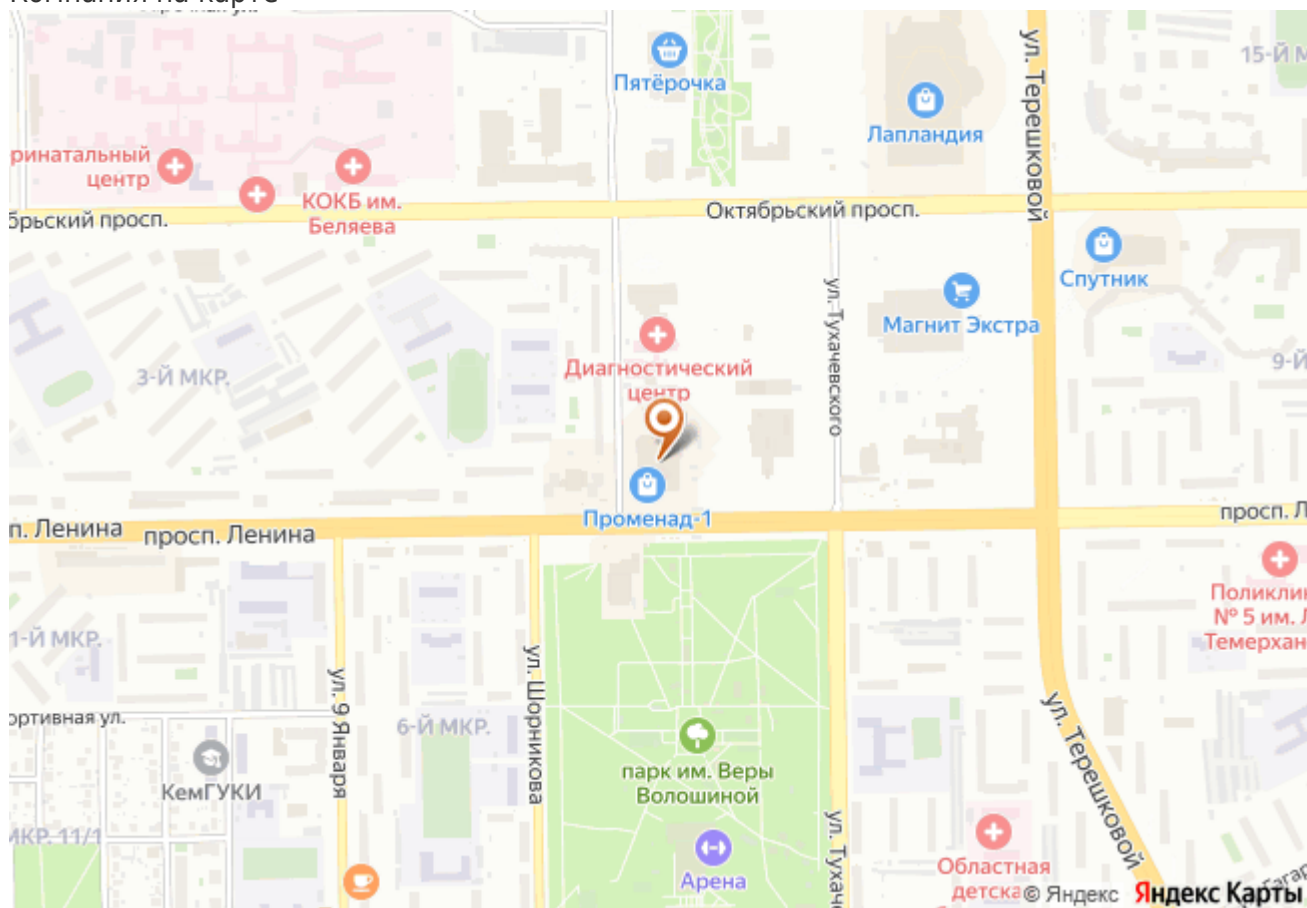 Компания на карте
Пятёрочка
15-Й М
Лапландия
ул. Терешковой
ринатальный
центр
КОКБ им.
Беляева
брьский просп.
Октябрьский просп.
Спутник
ул. Тухачевского
Магнит Экстра
Диагностический
центр
3-Й МКР.
9-Й
Променад-1
п. Ленина
просп. Ленина
просп. Л
Поликлин
№ 5 им. Л
Темерхан
1-Й МКР.
ул. 9 Января
ул. Шорникова
ортивная ул.
6-Й МКР.
КемГУКИ
парк им. Веры
Волошиной
ул. Терешковой
МКР. 11/1
ул. Тухач
Арена
Областная
детска
© Яндекс Яндекс Карты